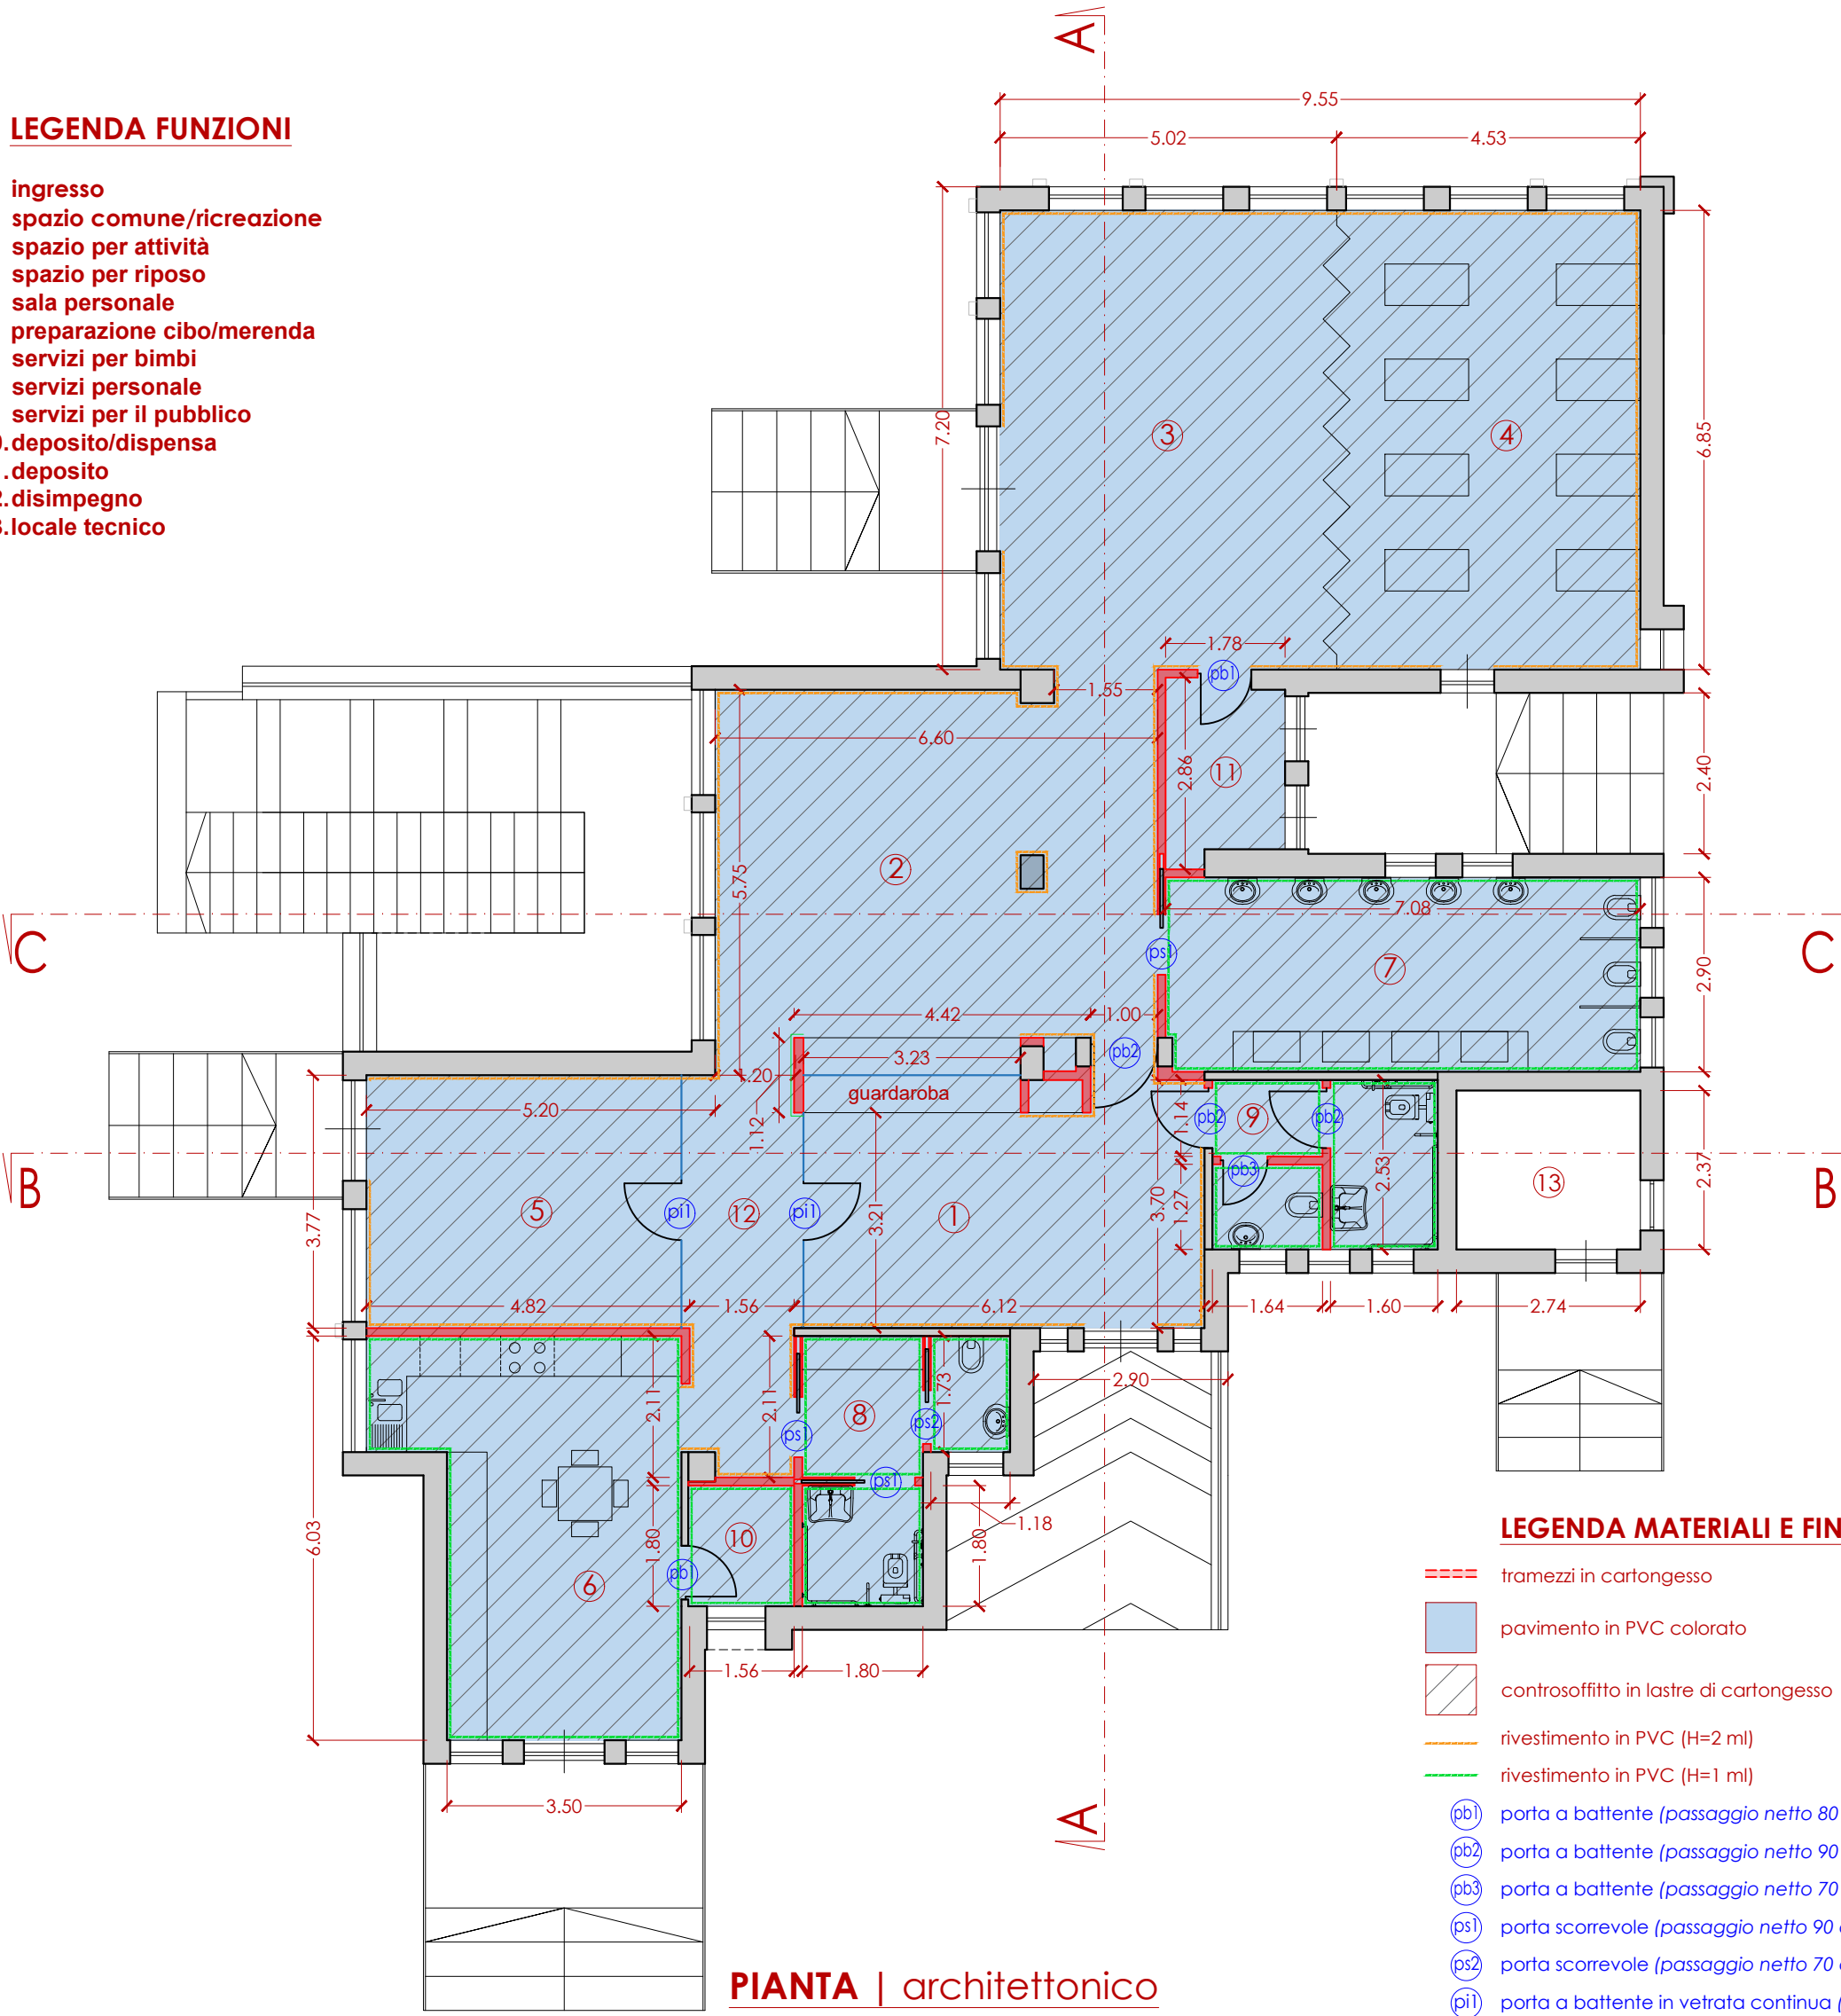 LEGENDA FUNZIONI
ingresso
spazio comune/ricreazione
spazio per attività
spazio per riposo
sala personale
preparazione cibo/merenda
servizi per bimbi
servizi personale
servizi per il pubblico
.deposito/dispensa
.deposito
.disimpegno
.locale tecnico
A
9.55
5.02
4.53
7.20
6.85
3
4
1.78
pb1
1.55
6.60
2.86
11
2.40
5.75
2
C
7.08
C
ps1
7
2.90
4.42
1.00
pb2
3.23
1.20
guardaroba
5.20
1.12
1.14
pb2
9
pb2
B
pb3
2.53
13
2.37
B
3.77
5
pi1
12
pi1
3.21
1
3.70
1.27
4.82
1.56
6.12
1.64
1.60
2.74
2.11
2.11
1.73
2.90
8
ps2
ps1
ps1
6.03
1.80
10
1.18
1.80
pb1
6
1.56
1.80
3.50
A
PIANTA | architettonico
LEGENDA MATERIALI E FIN
tramezzi in cartongesso
pavimento in PVC colorato
controsoffitto in lastre di cartongesso
rivestimento in PVC (H=2 ml)
rivestimento in PVC (H=1 ml)
pb1 porta a battente (passaggio netto 80
pb2 porta a battente (passaggio netto 90
pb3 porta a battente (passaggio netto 70
ps1 porta scorrevole (passaggio netto 90
ps2 porta scorrevole (passaggio netto 70
pi1 porta a battente in vetrata continua (